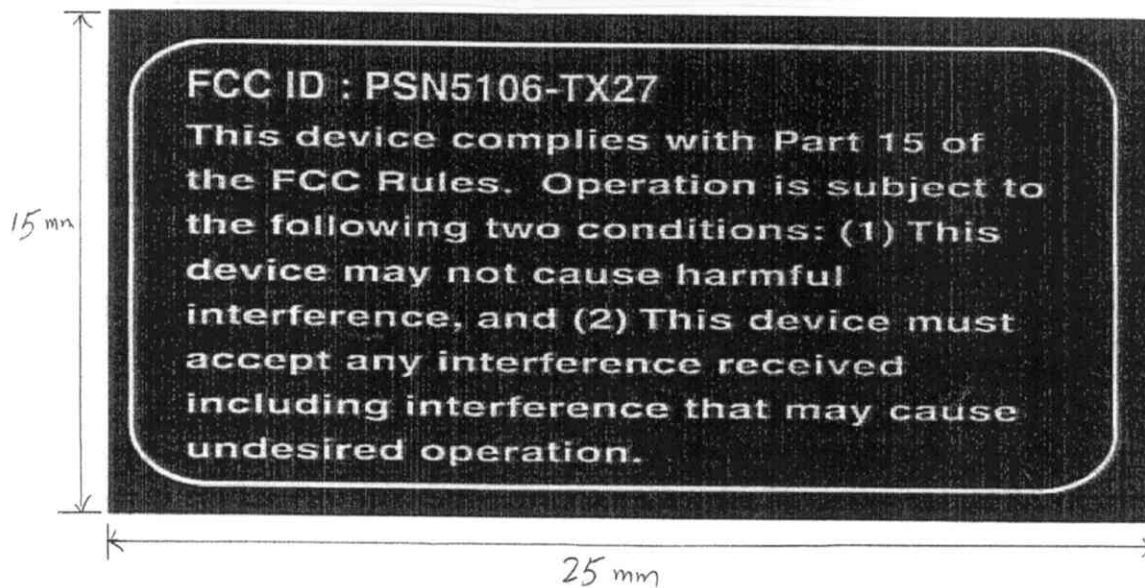 FCC ID : PSN5106-TX27
This device complies with Part 15 of
the FCC Rules. Operation is subject to
the following two conditions: (1) This
device may not cause harmful
interference, and (2) This device must
accept any interference received
including interference that may cause
undesired operation.
15 mm
25 mm